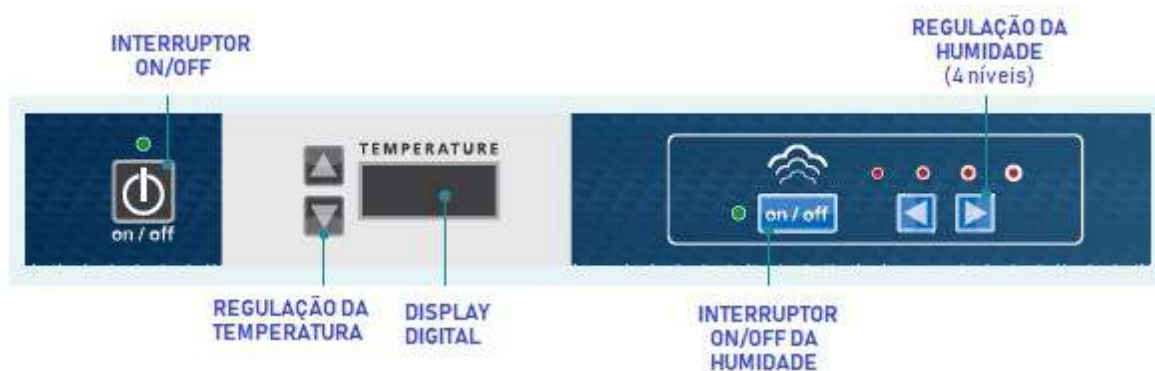 INTERRUPTOR
ON/OFF
REGULAÇÃO DA
HUMIDADE
(4 níveis)
TEMPERATURE
on / off
on / off
REGULAÇÃO DA
TEMPERATURA
DISPLAY
DIGITAL
INTERRUPTOR
ON/OFF DA
HUMIDADE